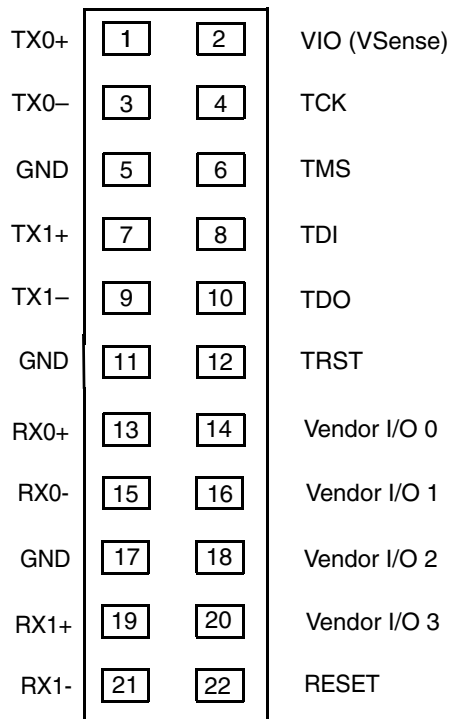 TX0+ 1 2 VIO (VSense)
TX0– 3 4 TCK
GND 5 6 TMS
TX1+ 7 8 TDI
TX1– 9 10 TDO
GND 11 12 TRST
RX0+ 13 14 Vendor I/O 0
RX0- 15 16 Vendor I/O 1
GND 17 18 Vendor I/O 2
RX1+ 19 20 Vendor I/O 3
RX1- 21 22 RESET